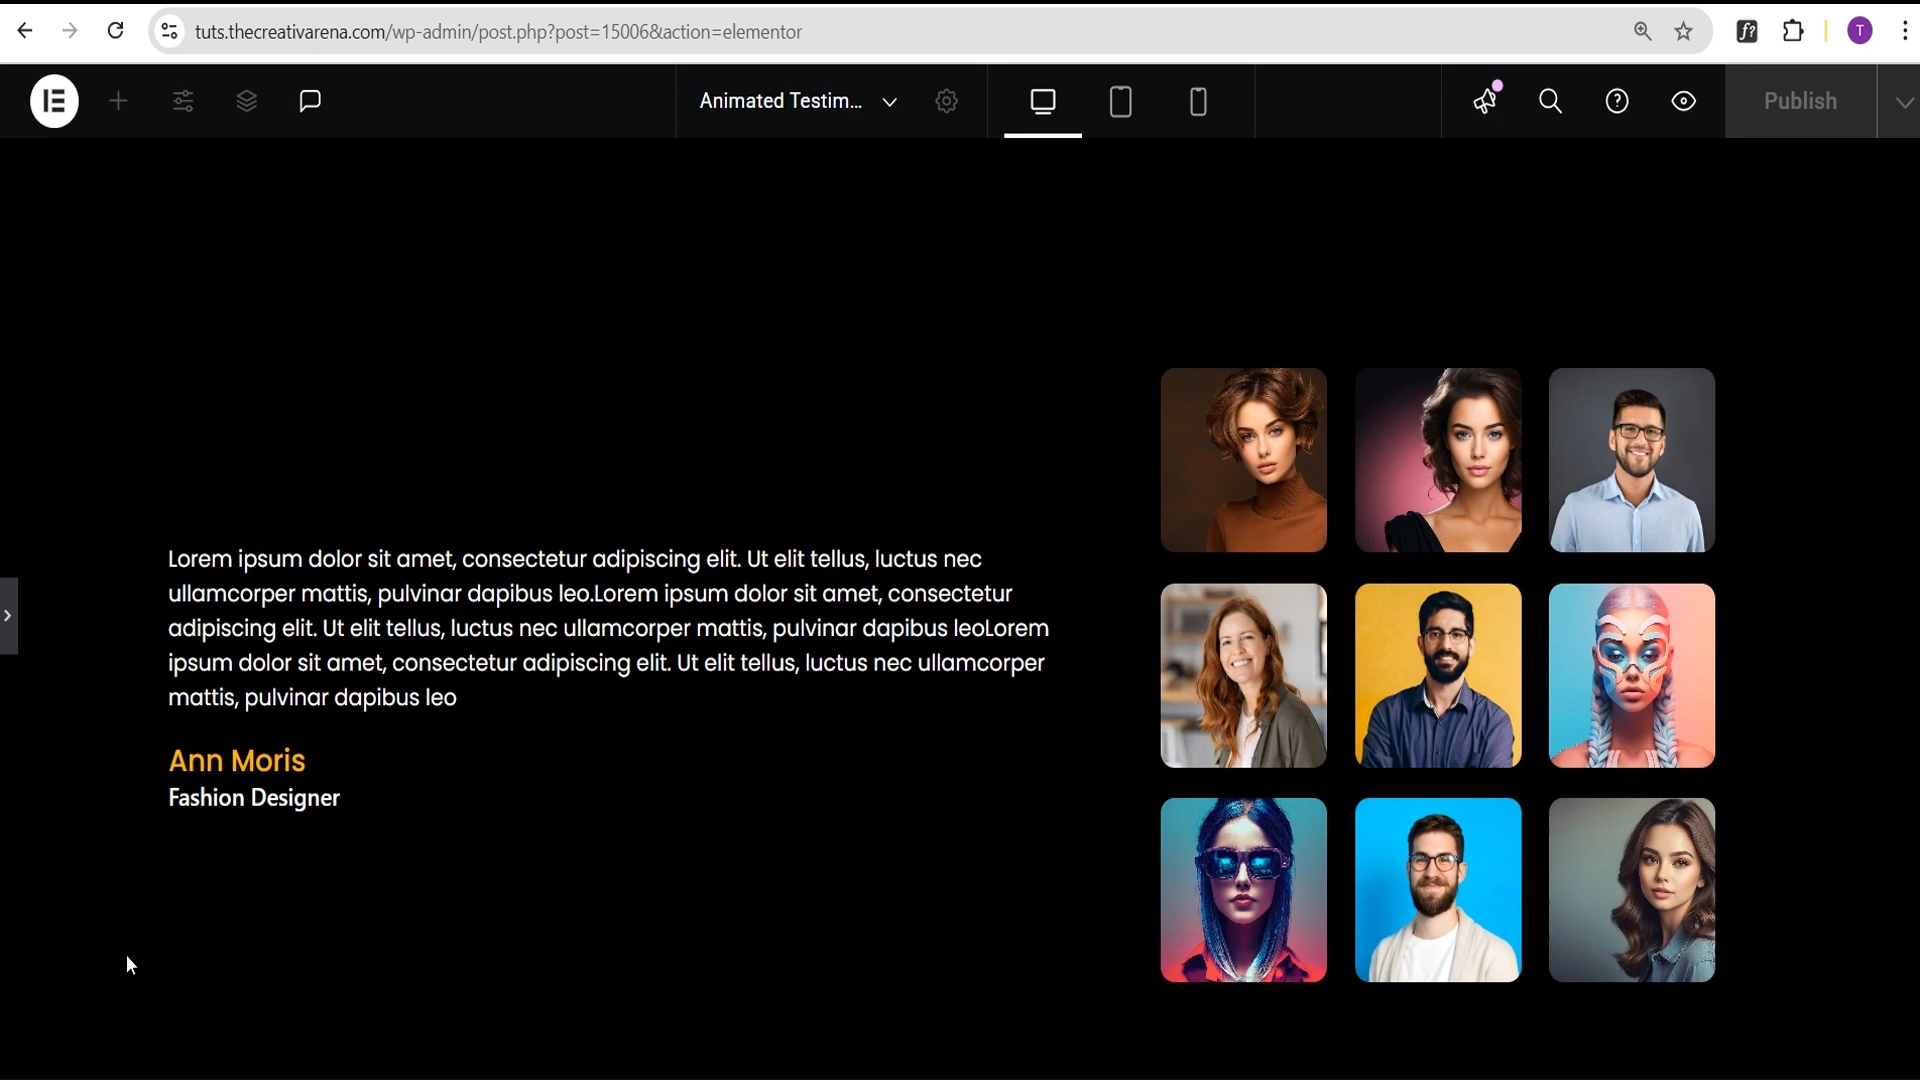 tuts.thecreativarena.com/wp-admin/post.php?post=15006&action=elementor
f?
T
Animated Testim...
Publish
Lorem ipsum dolor sit amet, consectetur adipiscing elit. Ut elit tellus, luctus nec
ullamcorper mattis, pulvinar dapibus leo.Lorem ipsum dolor sit amet, consectetur
adipiscing elit. Ut elit tellus, luctus nec ullamcorper mattis, pulvinar dapibus leoLorem
ipsum dolor sit amet, consectetur adipiscing elit. Ut elit tellus, luctus nec ullamcorper
mattis, pulvinar dapibus leo
Ann Moris
Fashion Designer